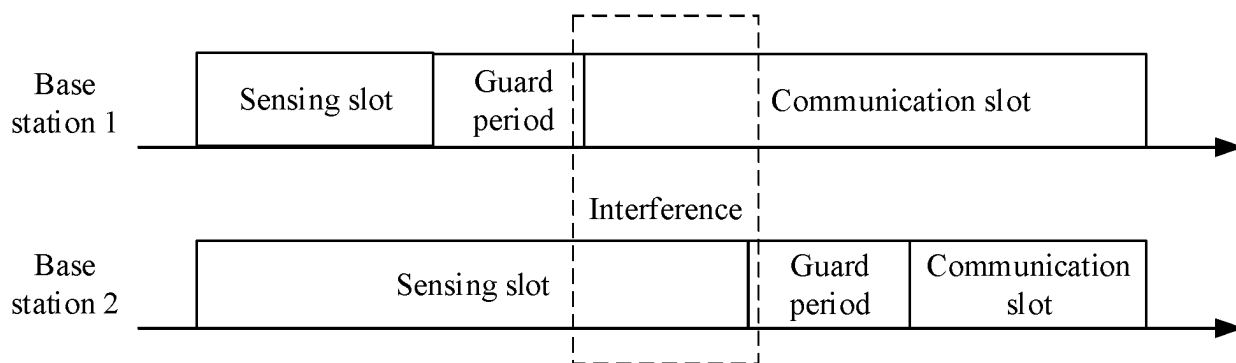 Base
station 1
Sensing slot
Guard
period
Communication slot
Interference
Base
station 2
Sensing slot
Guard
period
Communication
slot